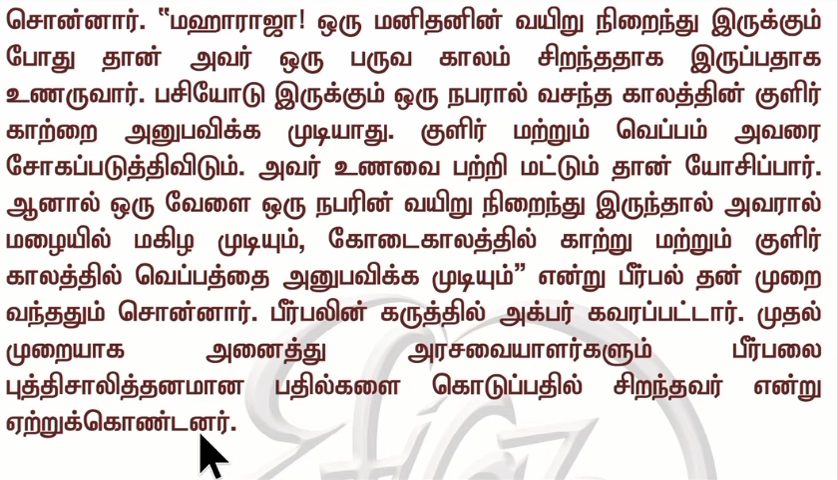 சொன்னார். “மஹாராஜா! ஒரு மனிதனின் வயிறு நிறைந்து இருக்கும்
போது தான் அவர் ஒரு பருவ காலம் சிறந்ததாக இருப்பதாக
உணருவார். பசியோடு இருக்கும் ஒரு நபரால் வசந்த காலத்தின் குளிர்
காற்றை அனுபவிக்க முடியாது. குளிர் மற்றும் வெப்பம் அவரை
சோகப்படுத்திவிடும். அவர் உணவை பற்றி மட்டும் தான் யோசிப்பார்.
ஆனால் ஒரு வேளை ஒரு நபரின் வயிறு நிறைந்து இருந்தால் அவரால்
மழையில் மகிழ முடியும், கோடைகாலத்தில் காற்று மற்றும் குளிர்
காலத்தில் வெப்பத்தை அனுபவிக்க முடியும்” என்று பீர்பல் தன் முறை
வந்ததும் சொன்னார். பீர்பலின் கருத்தில் அக்பர் கவரப்பட்டார். முதல்
முறையாக அனைத்து அரசவையாளர்களும் பீர்பலை
புத்திசாலித்தனமான பதில்களை கொடுப்பதில் சிறந்தவர் என்று
ஏற்றுக்கொண்டனர்.